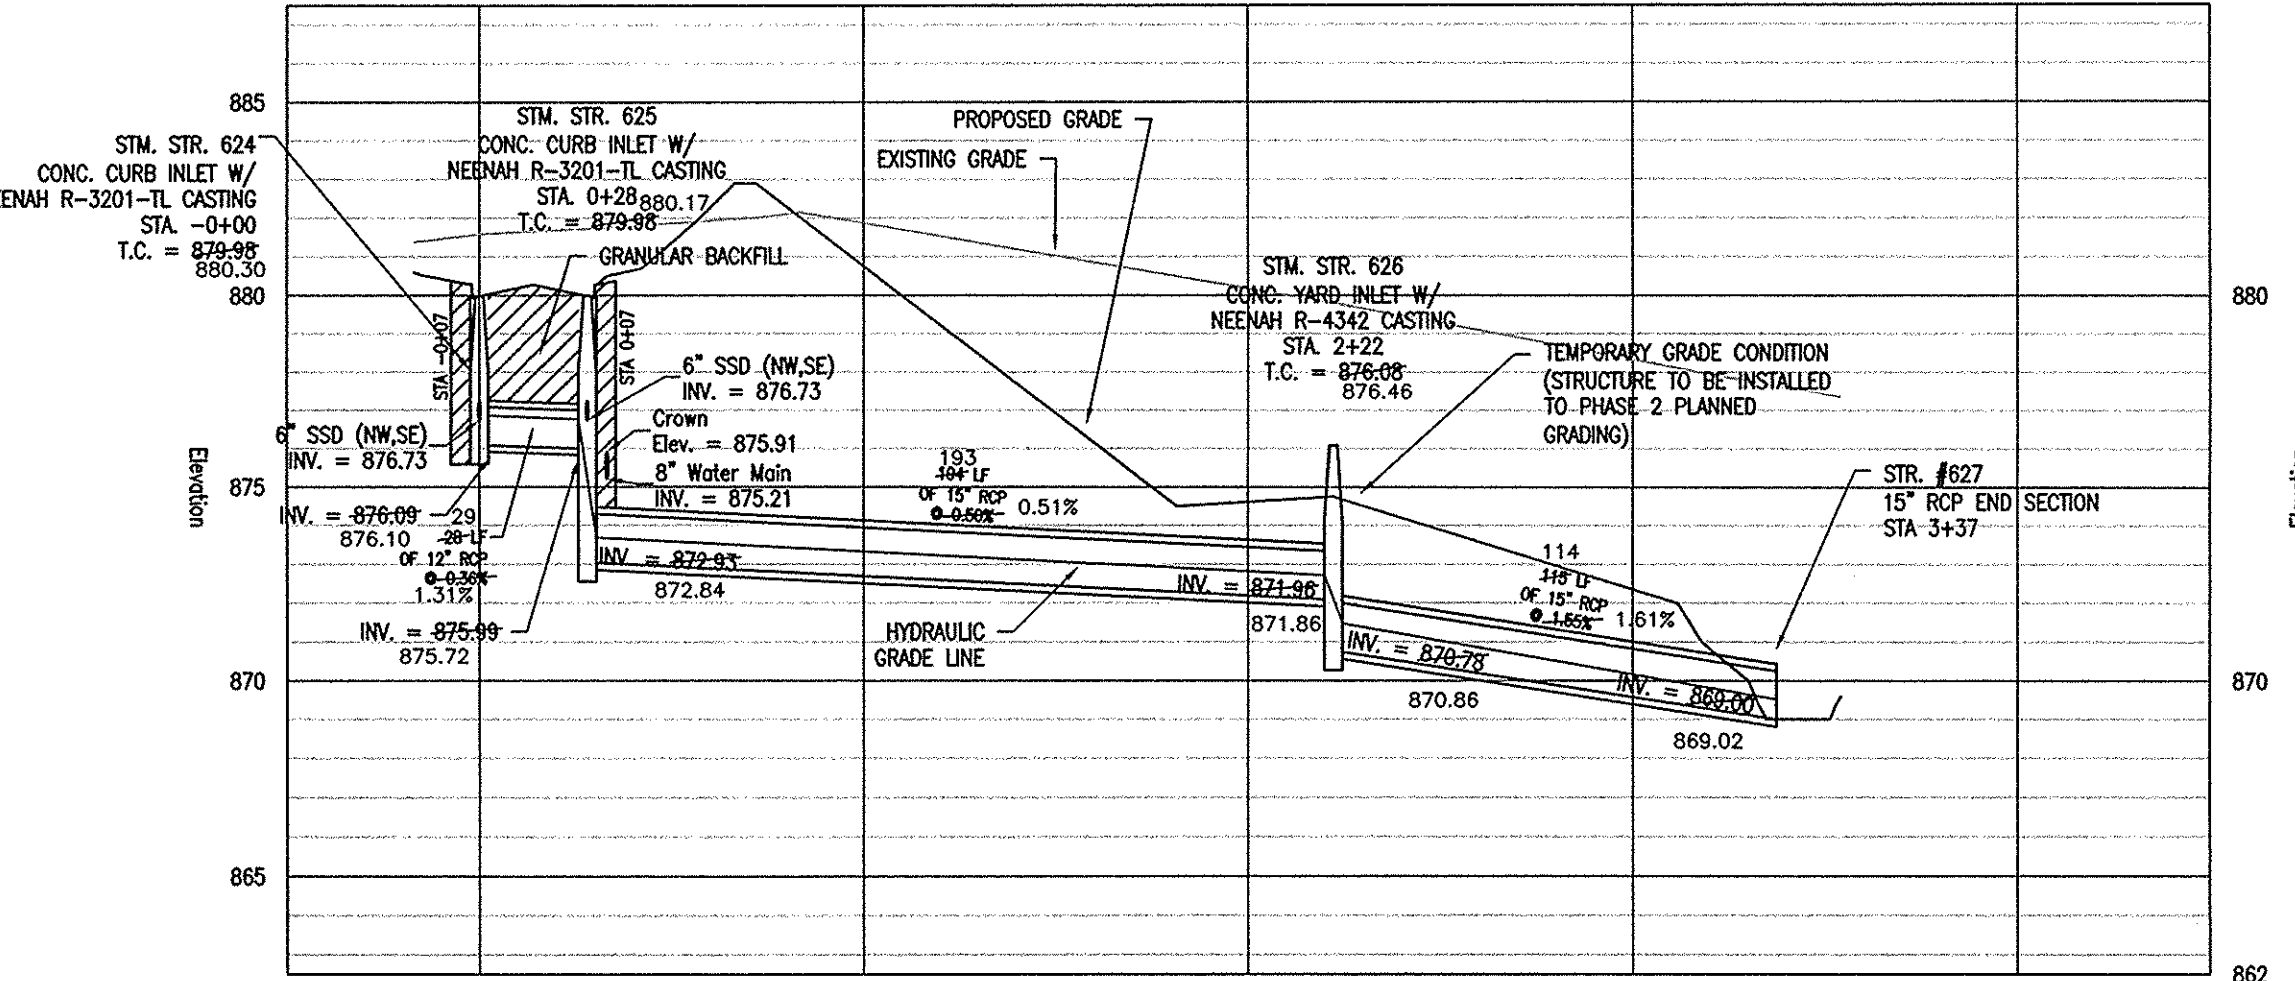 885
STM. STR. 624
CONC. CURB INLET W/
EENAH R-3201-TL CASTING
STA. -0+00
T.C. = 879.98
880.30
880
STM. STR. 625
CONC. CURB INLET W/
NEENAH R-3201-TL CASTING
STA. 0+28
880.17
T.C. = 879.98
GRANULAR BACKFILL
PROPOSED GRADE
EXISTING GRADE
STM. STR. 626
CONC. YARD INLET W/
NEENAH R-4342 CASTING
STA. 2+22
T.C. = 876.08
876.46
880
TEMPORARY GRADE CONDITION
(STRUCTURE TO BE INSTALLED
TO PHASE 2 PLANNED
GRADING)
STA -0+07
STA 0+07
6" SSD (NW,SE)
INV. = 876.73
Crown
Elev. = 875.91
8" Water Main
INV. = 875.21
6" SSD (NW,SE)
INV. = 876.73
Elevation
875
INV. = 876.09
876.10
29
28 LF
OF 12" RCP
@ 0.36%
1.31%
INV. = 875.99
875.72
193
194 LF
OF 15" RCP
@ 0.50% 0.51%
INV. = 872.93
872.84
HYDRAULIC
GRADE LINE
INV. = 871.96
871.86
114
115 LF
OF 15" RCP
@ 1.55% 1.61%
INV. = 870.78
870.86
INV. = 869.00
869.02
STR. #627
15" RCP END SECTION
STA 3+37
Elevation
870
870
865
862